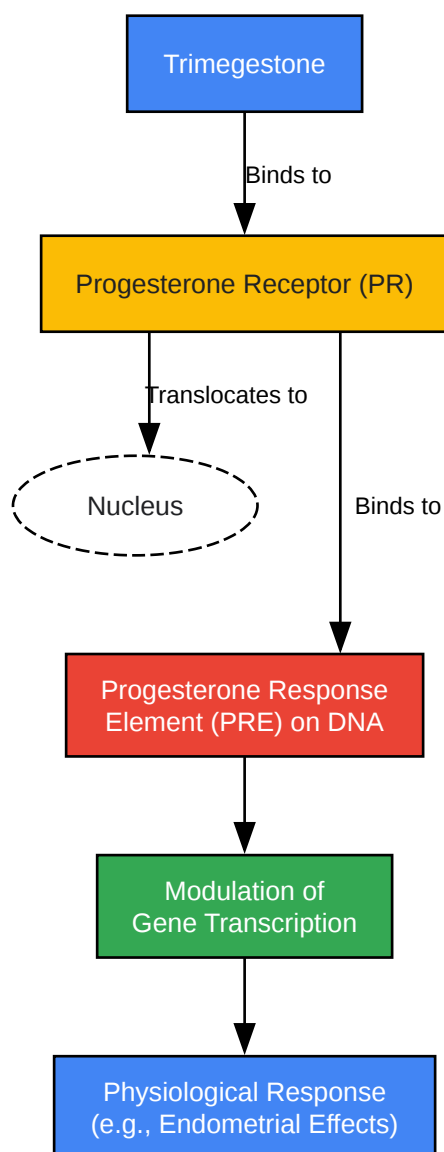 Trimegestone
Binds to
Progesterone Receptor (PR)
Translocates to
Nucleus
Binds to
Progesterone Response
Element (PRE) on DNA
Modulation of
Gene Transcription
Physiological Response
(e.g., Endometrial Effects)